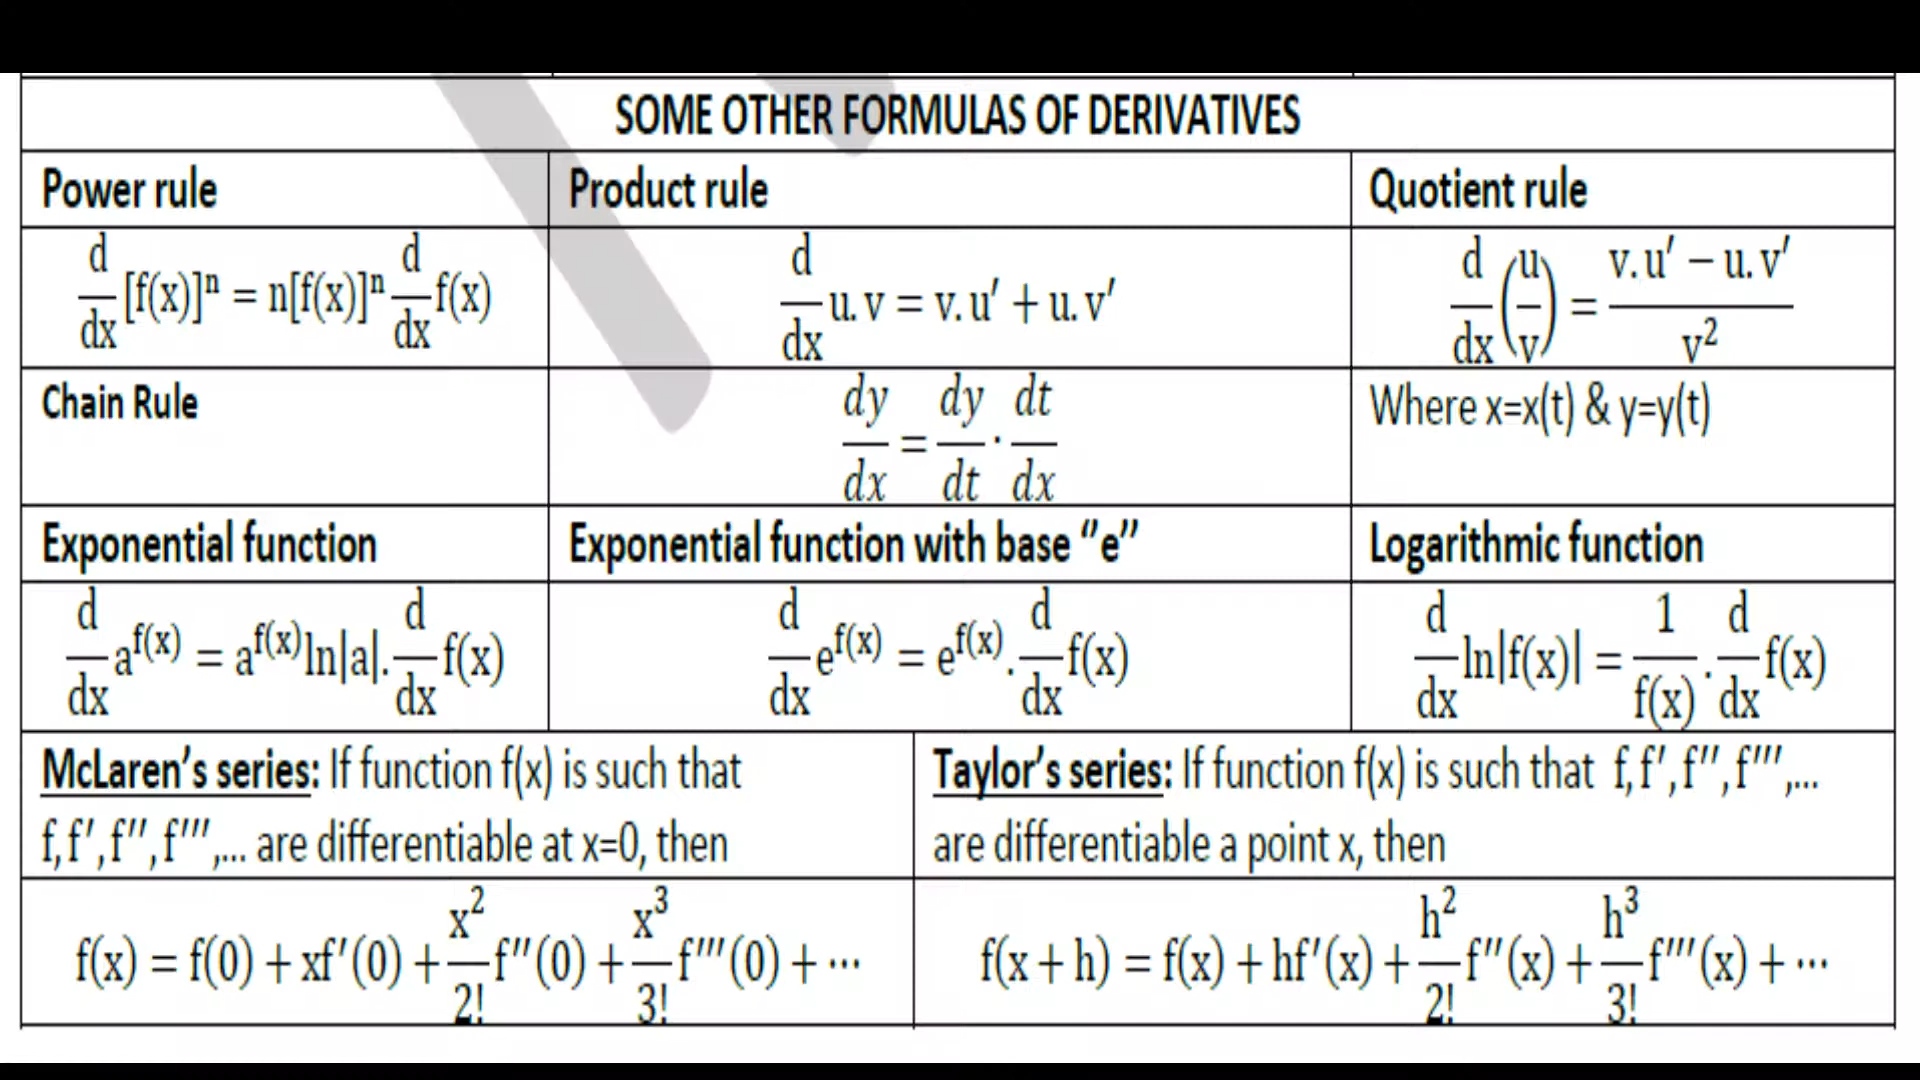 SOME OTHER FORMULAS OF DERIVATIVES
Power rule
Product rule
Quotient rule
d/dx [f(x)]ⁿ = n[f(x)]ⁿ d/dx f(x)
d/dx u.v = v.u′ + u.v′
d/dx (u/v) = v.u′ − u.v′ / v²
Chain Rule
dy/dx = dy/dt · dt/dx
Where x=x(t) & y=y(t)
Exponential function
Exponential function with base ‘’e’’
Logarithmic function
d/dx a^f(x) = a^f(x) ln|a|. d/dx f(x)
d/dx e^f(x) = e^f(x). d/dx f(x)
d/dx ln|f(x)| = 1/f(x) . d/dx f(x)
McLaren’s series: If function f(x) is such that
f, f′, f′′, f′′′,... are differentiable at x=0, then
Taylor’s series: If function f(x) is such that f, f′, f′′, f′′′,...
are differentiable a point x, then
f(x) = f(0) + xf′(0) + x²/2! f′′(0) + x³/3! f′′′(0) + ⋯
f(x + h) = f(x) + hf′(x) + h²/2! f′′(x) + h³/3! f′′′(x) + ⋯